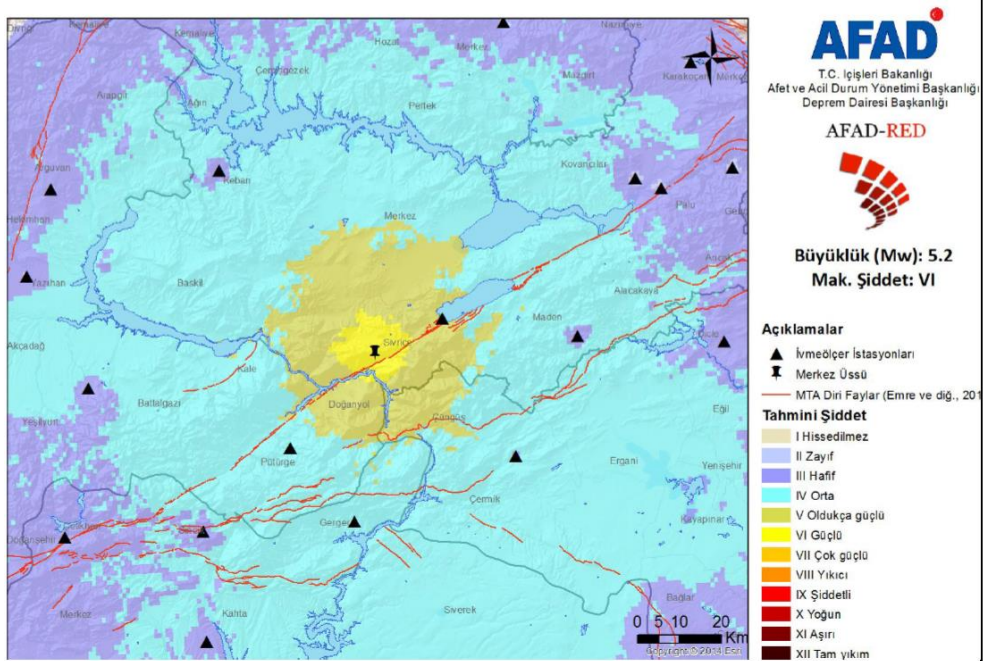 AFAD
T.C. İçişleri Bakanlığı
Afet ve Acil Durum Yönetimi Başkanlığı
Deprem Dairesi Başkanlığı
AFAD-RED
Büyüklük (Mw): 5.2
Mak. Şiddet: VI
Açıklamalar
İvmeölçer İstasyonları
Merkez Üssü
MTA Diri Faylar (Emre ve diğ., 201
Tahmini Şiddet
I Hissedilmez
II Zayıf
III Hafif
IV Orta
V Oldukça güçlü
VI Güçlü
VII Çok güçlü
VIII Yıkıcı
IX Şiddetli
X Yoğun
XI Aşırı
XII Tam yıkım
Kemaliye
Hozat
Merkez
Mazgirt
Karakoçan
Çemişgezek
Arapgir
Ağın
Pertek
Keban
Kovancılar
Palu
Merkez
Yazıhan
Baskil
Alacakaya
Maden
Sivrice
Akçadağ
Kale
Battalgazi
Doğanyol
Çüngüş
Dicle
Eğil
Yeşilyurt
Pütürge
Ergani
Yenişehir
Çermik
Kayapınar
Gerger
Doğanşehir
Merkez
Kahta
Siverek
Bağlar
0 5 10 20
Km
Copyright:© 2014 Esri